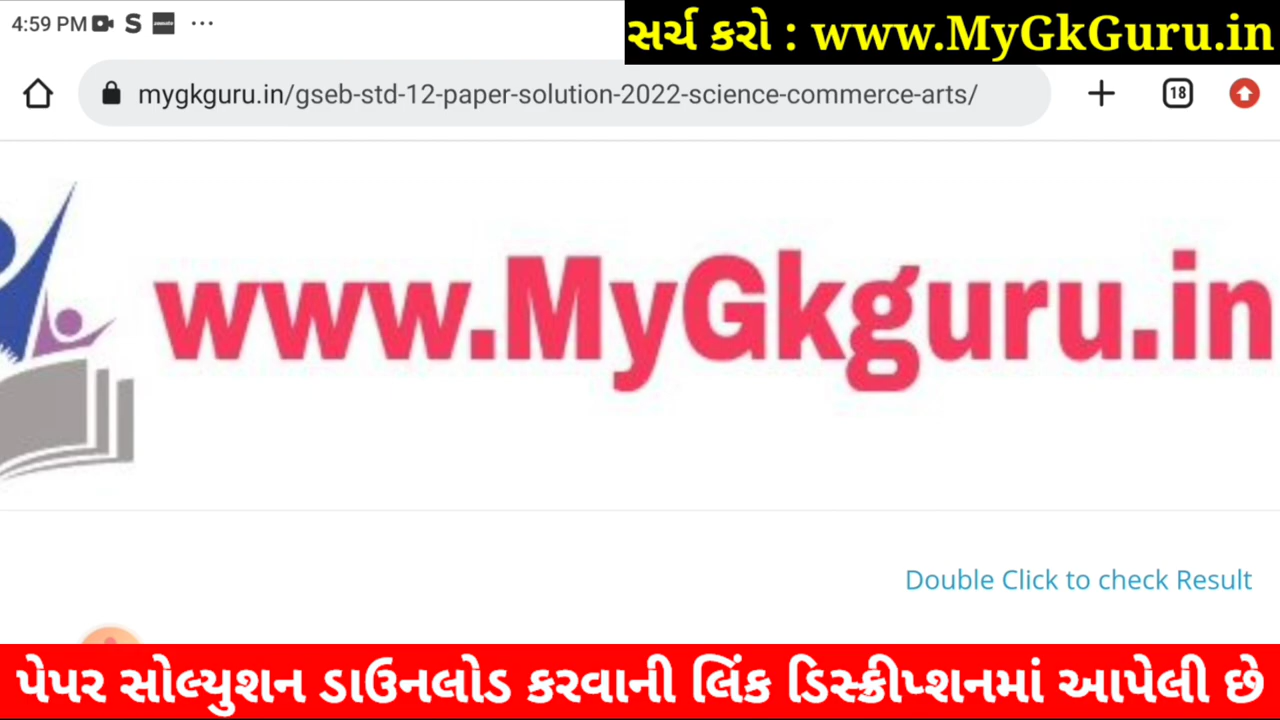 4:59 PM
સર્ચ કરો : www.MyGkGuru.in
mygkguru.in/gseb-std-12-paper-solution-2022-science-commerce-arts/
18
www.MyGkguru.in
Double Click to check Result
પેપર સોલ્યુશન ડાઉનલોડ કરવાની લિંક ડિસ્ક્રીપ્શનમાં આપેલી છે